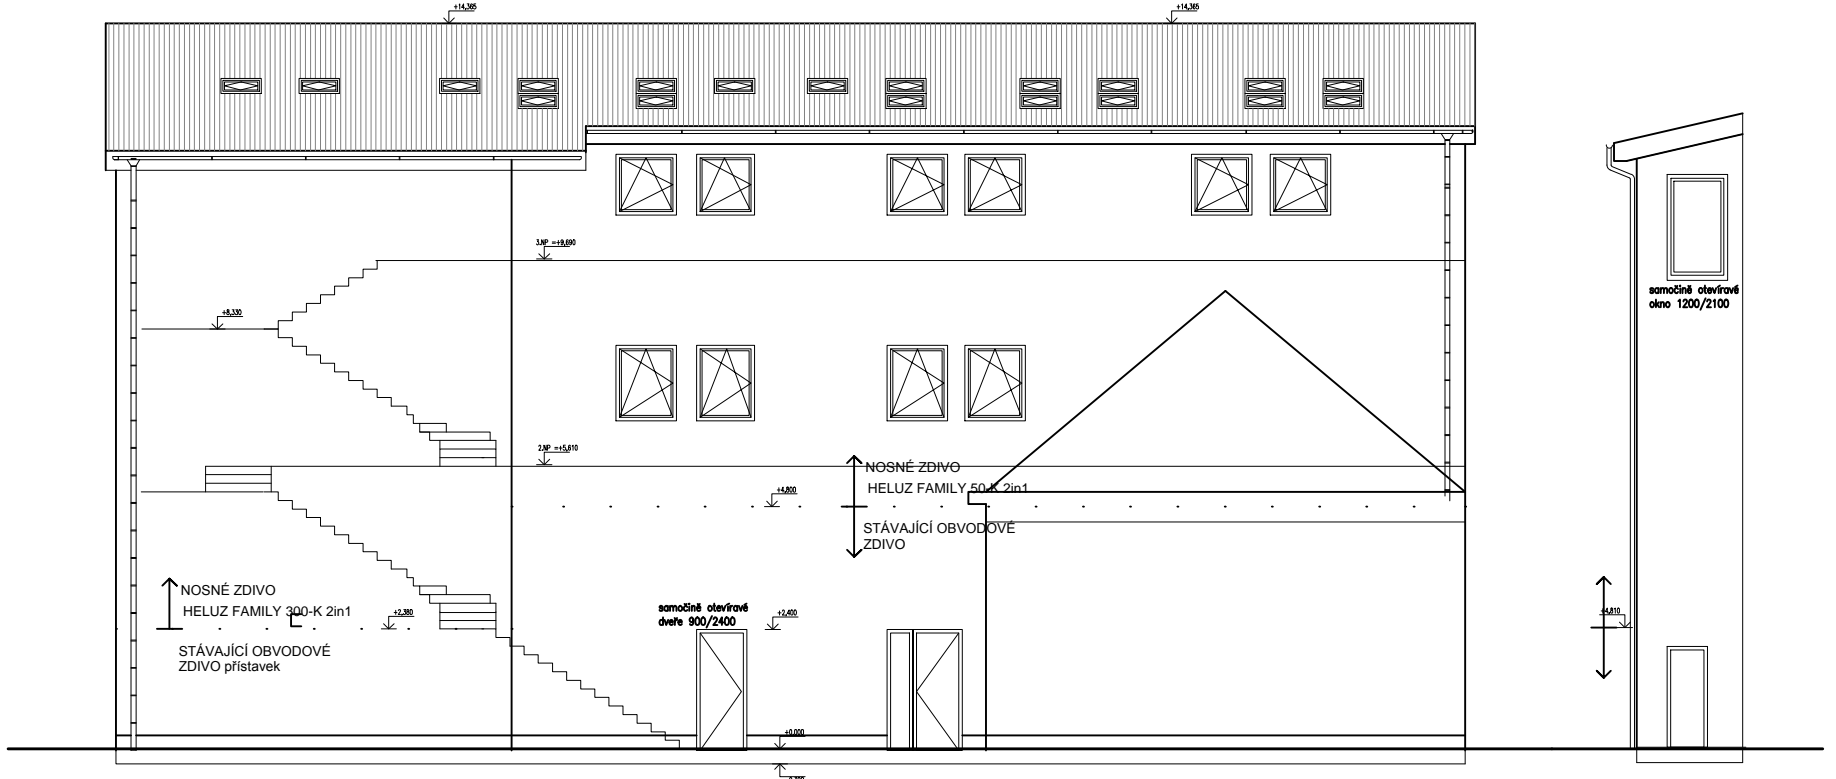 +14,365
+14,365
3.NP =+9,690
+8,330
samočině otevíravé
okno 1200/2100
2.NP =+5,610
NOSNÉ ZDIVO
HELUZ FAMILY 50-K 2in1
+4,800
STÁVAJÍCÍ OBVODOVÉ
ZDIVO
NOSNÉ ZDIVO
HELUZ FAMILY 300-K 2in1
+2,380
samočině otevíravé
dveře 900/2400
+2,400
+4,810
STÁVAJÍCÍ OBVODOVÉ
ZDIVO přístavek
+0,000